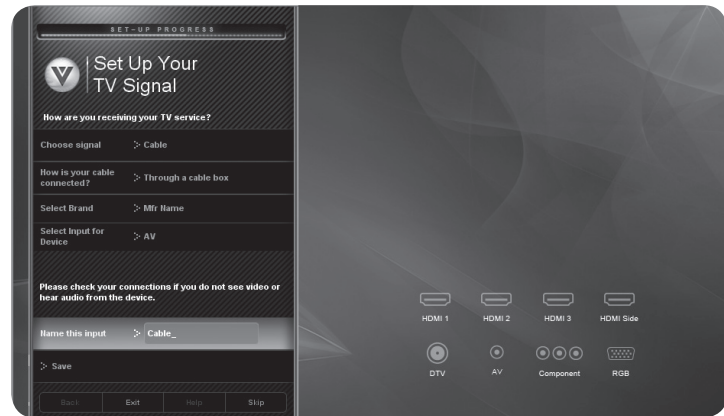 SET-UP PROGRESS
V
Set Up Your
TV Signal
How are you receiving your TV service?
Choose signal :> Cable
How is your cable
connected? :> Through a cable box
Select Brand :> Mfr Name
Select Input for
Device :> AV
Please check your connections if you do not see video or
hear audio from the device.
Name this input :> Cable_
:> Save
Back Exit Help Skip
HDMI 1 HDMI 2 HDMI 3 HDMI Side
DTV AV Component RGB